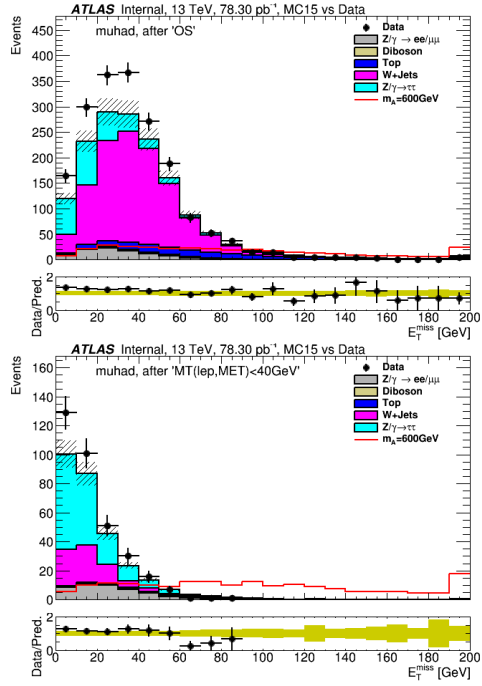 ATLAS Internal, 13 TeV, 78.30 pb⁻¹, MC15 vs Data
Events
muhad, after 'OS'
Data
Z/γ → ee/μμ
Diboson
Top
W+Jets
Z/γ→ττ
m_A=600GeV
450
400
350
300
250
200
150
100
50
0
Data/Pred.
2
1
0
0 20 40 60 80 100 120 140 160 180 200
E_T^miss [GeV]
ATLAS Internal, 13 TeV, 78.30 pb⁻¹, MC15 vs Data
Events
muhad, after 'MT(lep,MET)<40GeV'
Data
Z/γ → ee/μμ
Diboson
Top
W+Jets
Z/γ→ττ
m_A=600GeV
160
140
120
100
80
60
40
20
0
Data/Pred.
2
1
0
0 20 40 60 80 100 120 140 160 180 200
E_T^miss [GeV]